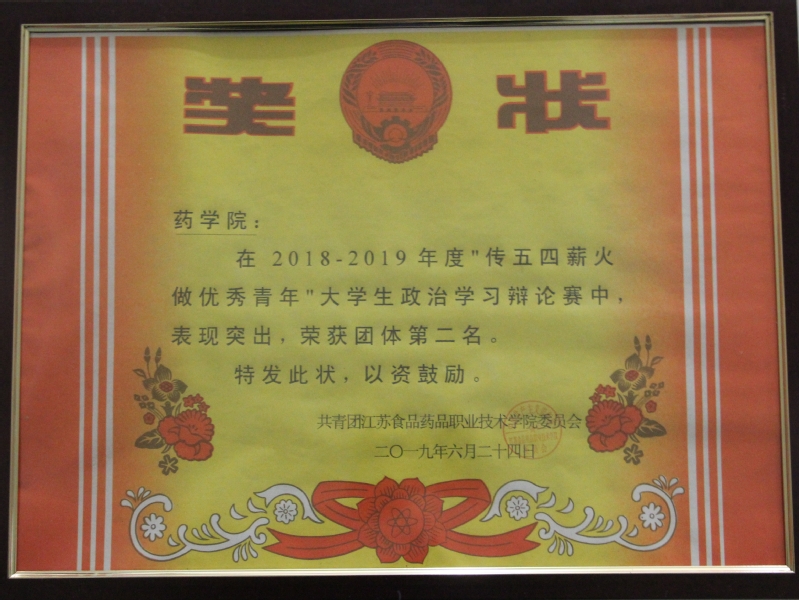 奖状
药学院：
在 2018-2019 年度"传五四薪火
做优秀青年"大学生政治学习辩论赛中，
表现突出，荣获团体第二名。
特发此状，以资鼓励。
共青团江苏食品药品职业技术学院委员会
二〇一九年六月二十四日